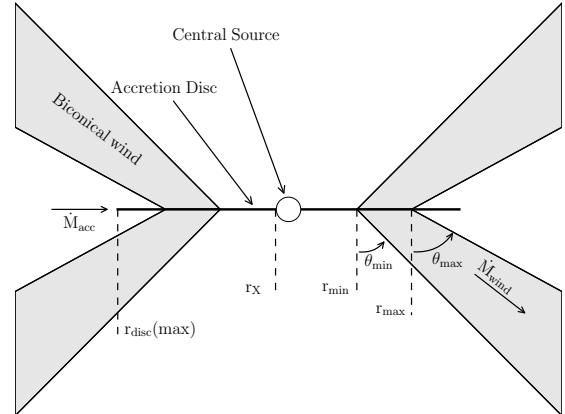 Central Source
Accretion Disc
Biconical wind
Ṁacc
θmin
θmax
Ṁwind
rX
rmin
rmax
rdisc(max)